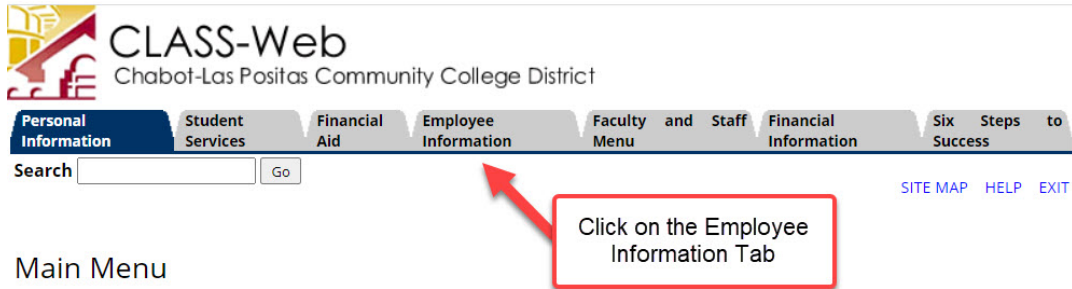 CLASS-Web
Chabot-Las Positas Community College District
Personal Information
Student Services
Financial Aid
Employee Information
Faculty and Staff Menu
Financial Information
Six Steps to Success
Search Go
SITE MAP HELP EXIT
Click on the Employee
Information Tab
Main Menu